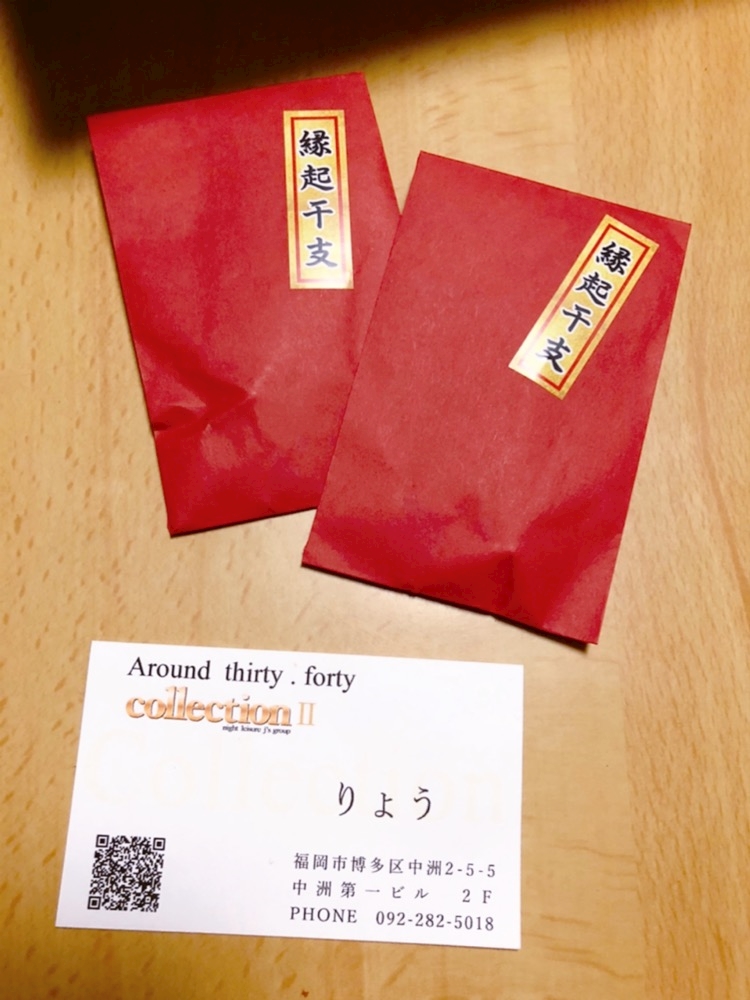 縁起干支
縁起干支
Around thirty . forty
collection II
night leisure j's group
りょう
福岡市博多区中洲2-5-5
中洲第一ビル 2F
PHONE 092-282-5018